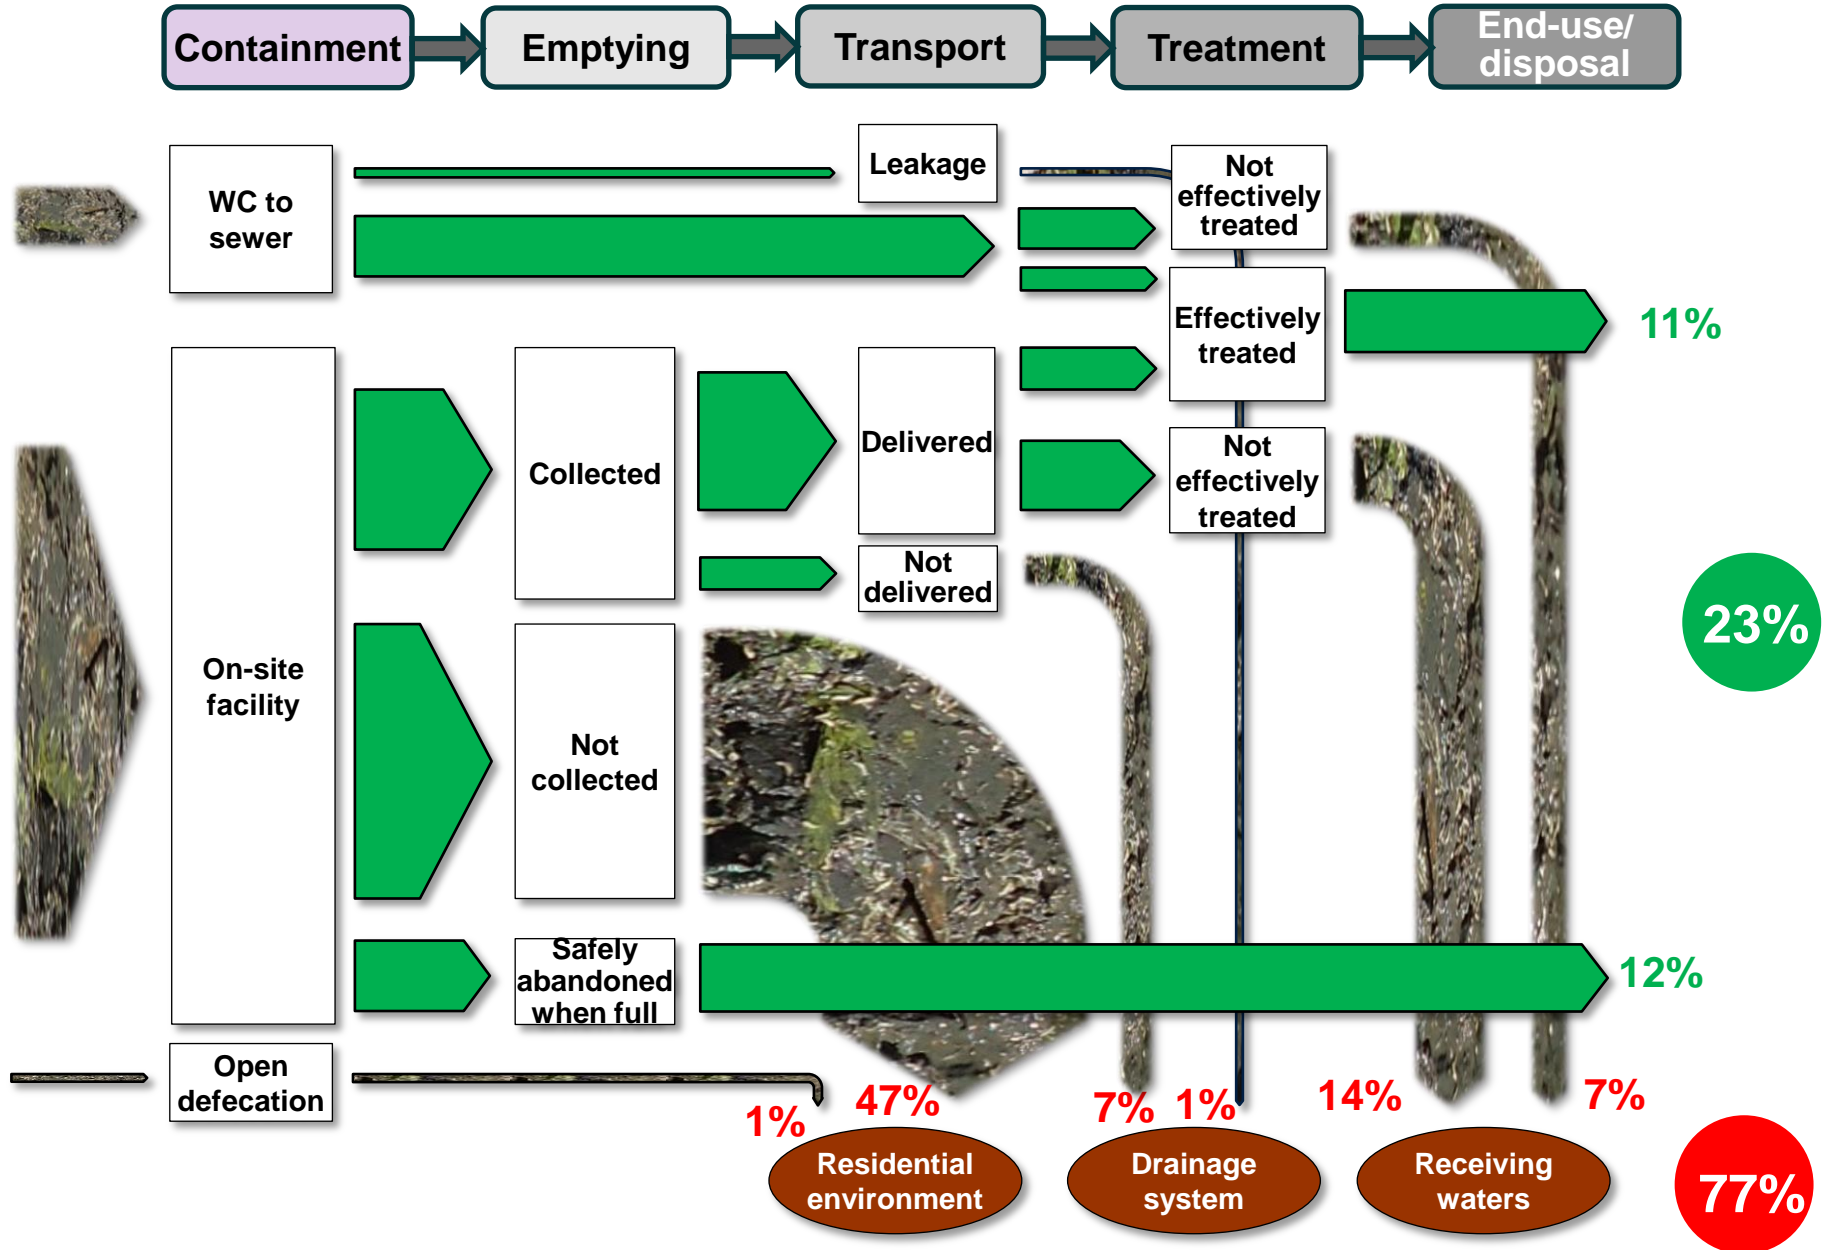 Containment
Emptying
Transport
Treatment
End-use/
disposal
WC to
sewer
Leakage
Not
effectively
treated
Effectively
treated
11%
On-site
facility
Collected
Delivered
Not
effectively
treated
Not
delivered
23%
Not
collected
Safely
abandoned
when full
12%
Open
defecation
1%
47%
7%
1%
14%
7%
Residential
environment
Drainage
system
Receiving
waters
77%